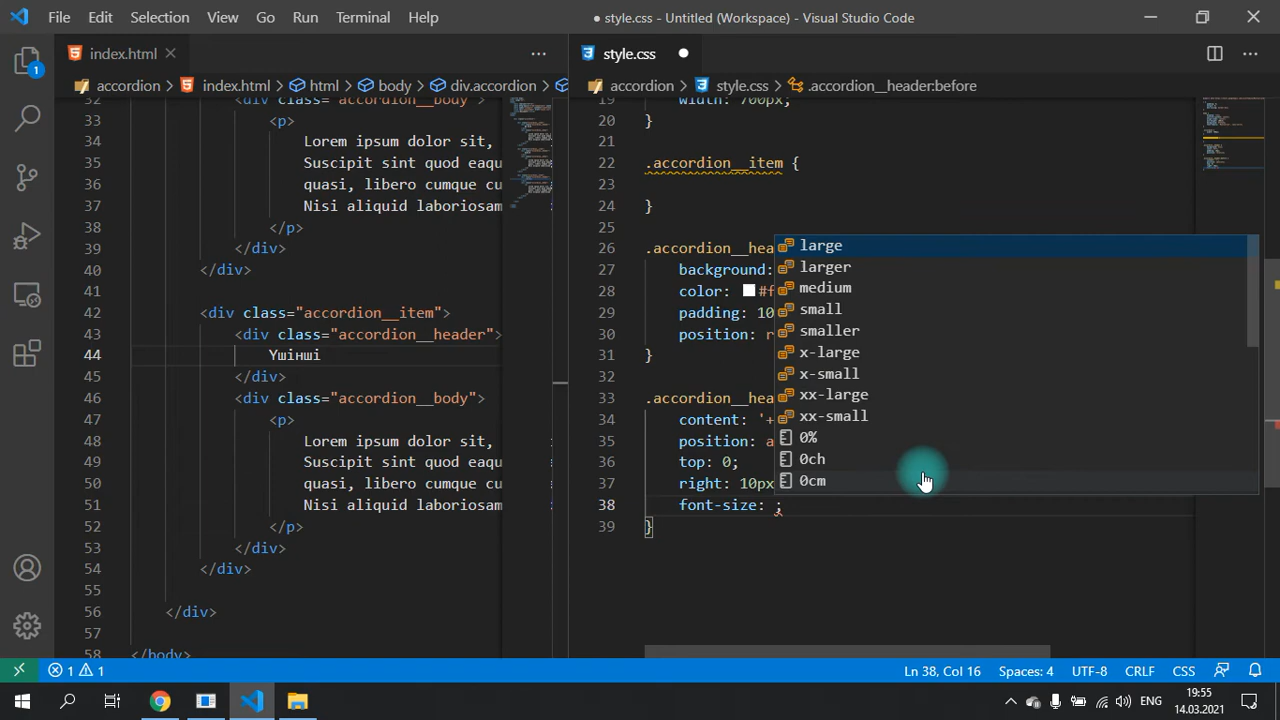 File Edit Selection View Go Run Terminal Help
● style.css - Untitled (Workspace) - Visual Studio Code
index.html
accordion index.html html body div.accordion
32 <div class="accordion__body">
33 <p>
34 Lorem ipsum dolor sit,
35 Suscipit sint quod eaqu
36 quasi, libero cumque cu
37 Nisi aliquid laboriosam
38 </p>
39 </div>
40 </div>
41
42 <div class="accordion__item">
43 <div class="accordion__header">
44 Үшінші
45 </div>
46 <div class="accordion__body">
47 <p>
48 Lorem ipsum dolor sit,
49 Suscipit sint quod eaqu
50 quasi, libero cumque cu
51 Nisi aliquid laboriosam
52 </p>
53 </div>
54 </div>
55
56 </div>
57
58 </body>
style.css
accordion style.css .accordion__header:before
19 width: 700px;
20 }
21
22 .accordion__item {
23
24 }
25
26 .accordion__hea
27 background:
28 color: #f
29 padding: 10
30 position: r
31 }
32
33 .accordion__hea
34 content: '+
35 position: a
36 top: 0;
37 right: 10px
38 font-size: ;
39 }
large
larger
medium
small
smaller
x-large
x-small
xx-large
xx-small
0%
0ch
0cm
1
1 1 Ln 38, Col 16 Spaces: 4 UTF-8 CRLF CSS
ENG 19:55
14.03.2021